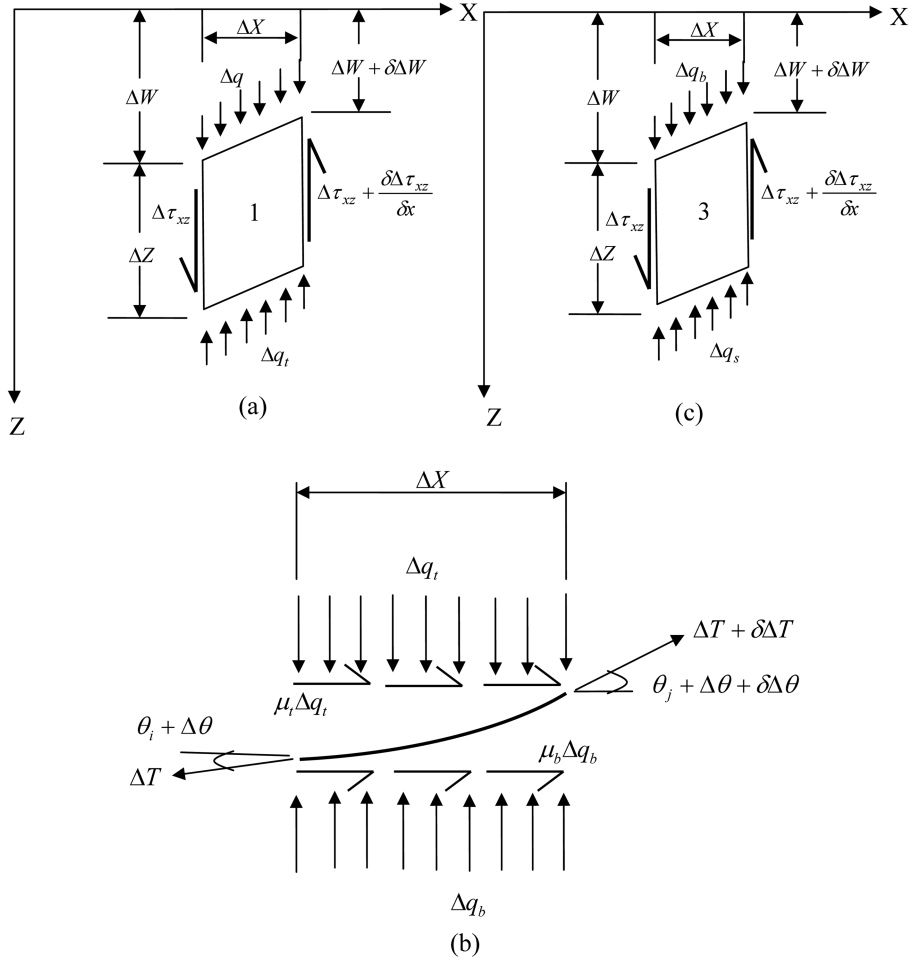 X
ΔX
Δq
ΔW + δΔW
ΔW
1
Δτ_xz
Δτ_xz + δΔτ_xz/δx
ΔZ
Δq_t
Z
(a)
X
ΔX
Δq_b
ΔW + δΔW
ΔW
3
Δτ_xz
Δτ_xz + δΔτ_xz/δx
ΔZ
Δq_s
Z
(c)
ΔX
Δq_t
ΔT + δΔT
μ_tΔq_t
θ_j + Δθ + δΔθ
θ_i + Δθ
μ_bΔq_b
ΔT
Δq_b
(b)